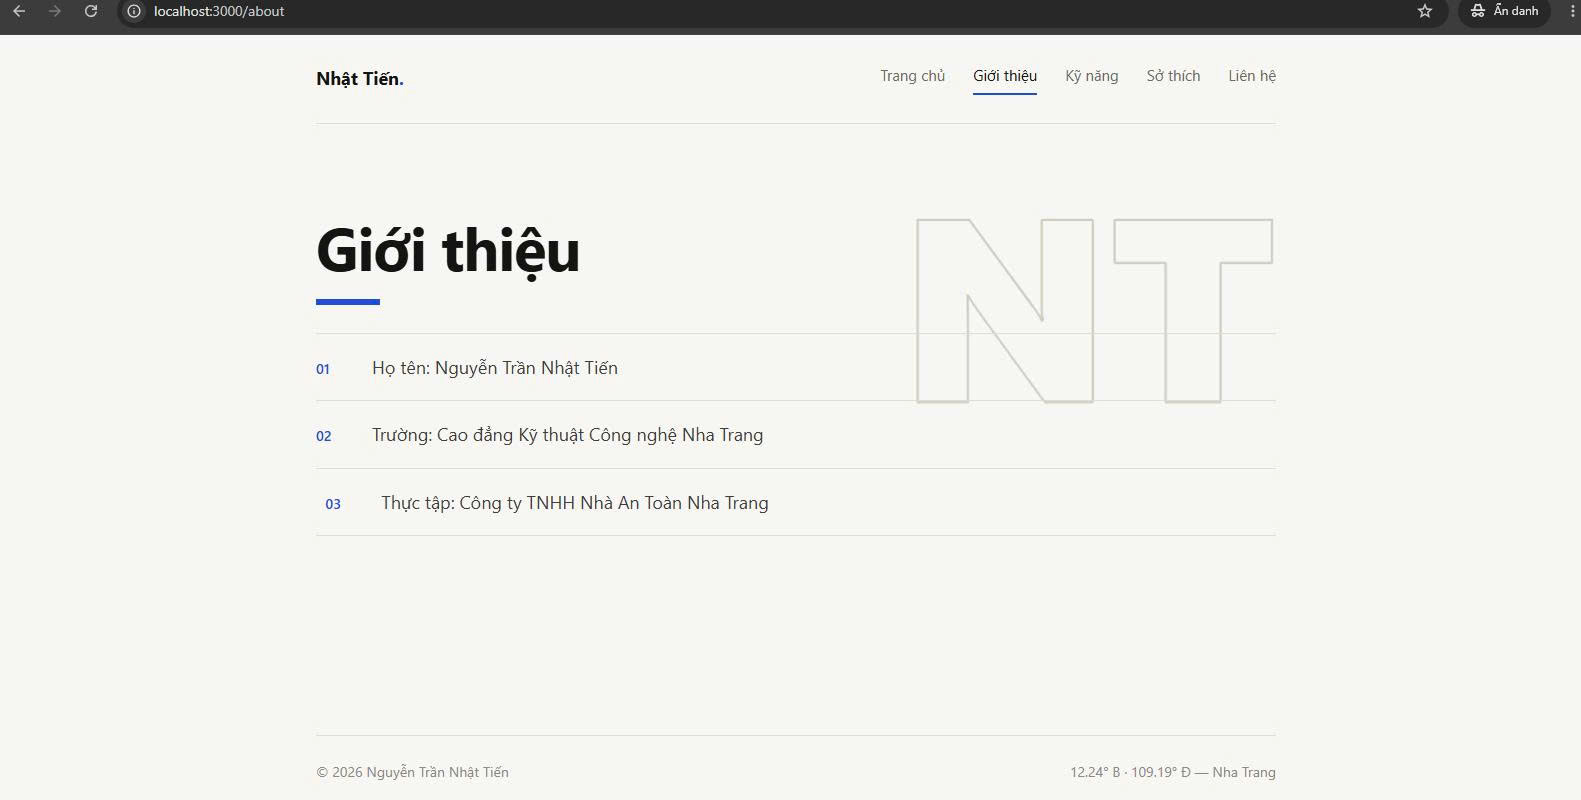 localhost:3000/about
Ẩn danh
Nhật Tiến.
Trang chủ Giới thiệu Kỹ năng Sở thích Liên hệ
Giới thiệu
NT
01 Họ tên: Nguyễn Trần Nhật Tiến
02 Trường: Cao đẳng Kỹ thuật Công nghệ Nha Trang
03 Thực tập: Công ty TNHH Nhà An Toàn Nha Trang
© 2026 Nguyễn Trần Nhật Tiến
12.24° B · 109.19° Đ — Nha Trang